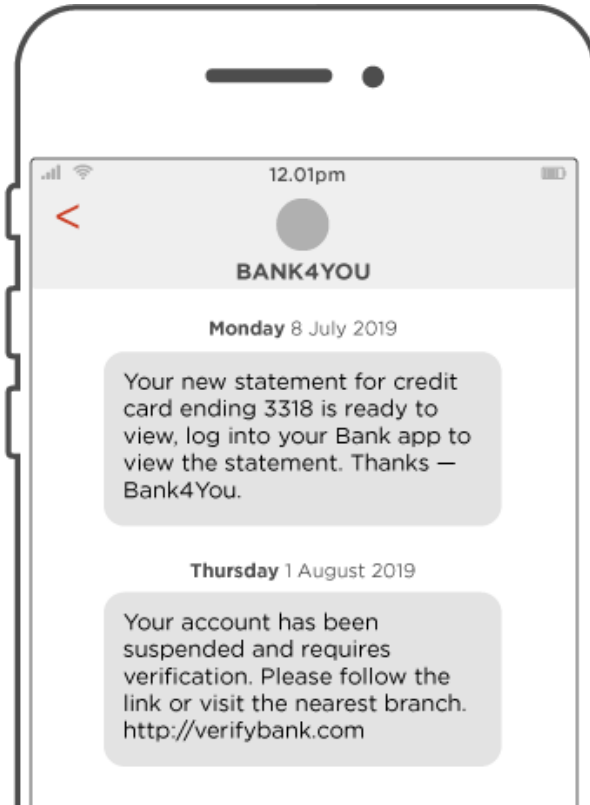 12.01pm
<
BANK4YOU
Monday 8 July 2019
Your new statement for credit
card ending 3318 is ready to
view, log into your Bank app to
view the statement. Thanks —
Bank4You.
Thursday 1 August 2019
Your account has been
suspended and requires
verification. Please follow the
link or visit the nearest branch.
http://verifybank.com